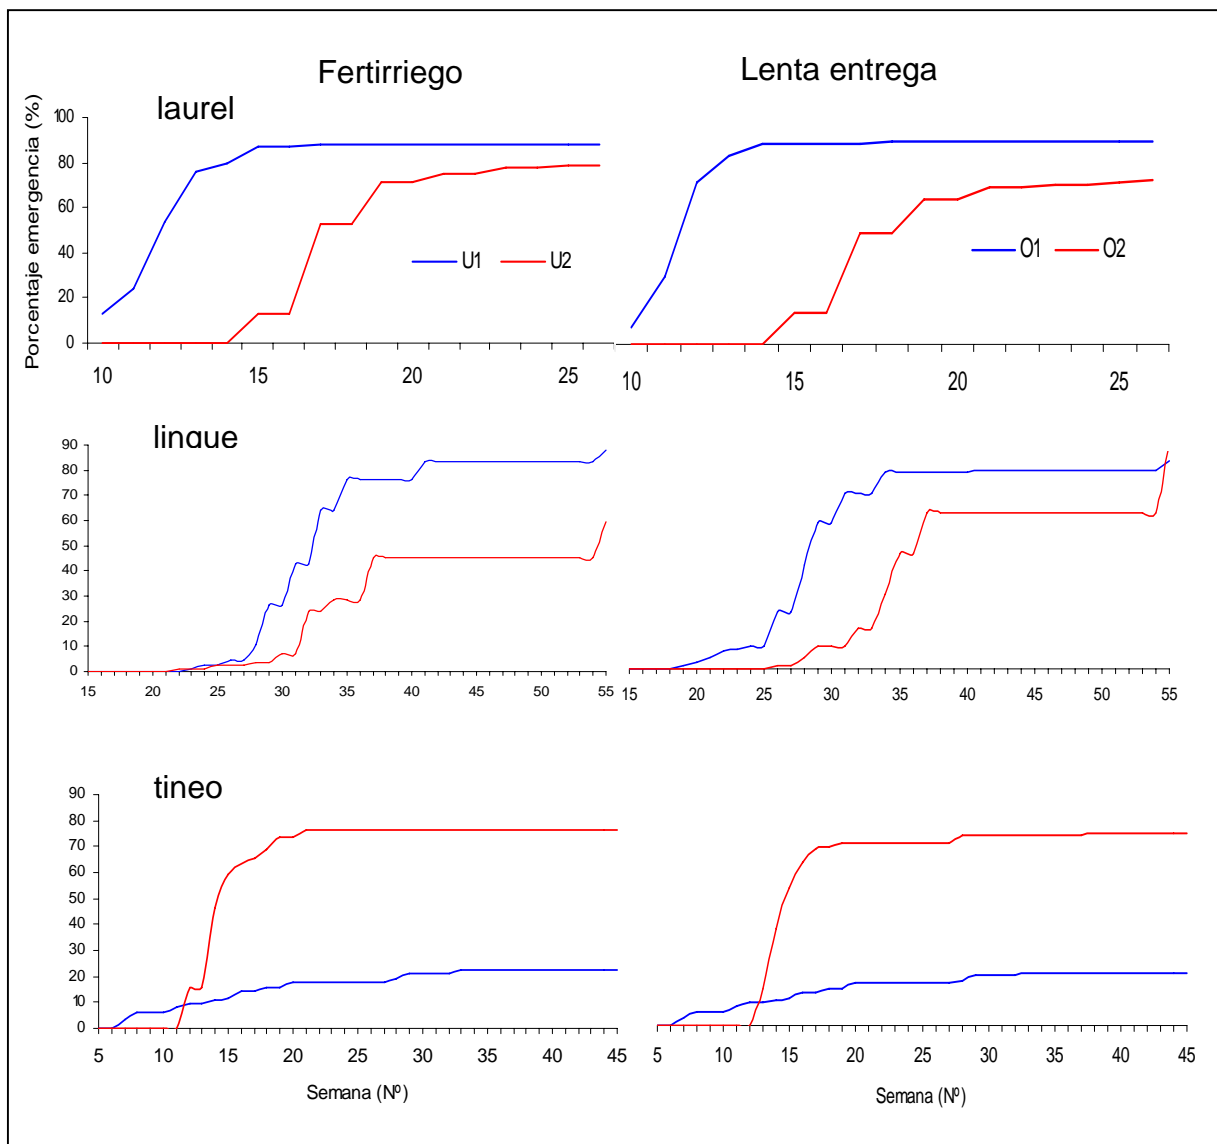 Fertirriego
Lenta entrega
laurel
Porcentaje emergencia (%)
100
80
60
40
20
0
U1 U2
O1 O2
10 15 20 25
10 15 20 25
lingue
90
80
70
60
50
40
30
20
10
0
15 20 25 30 35 40 45 50 55
15 20 25 30 35 40 45 50 55
tineo
90
80
70
60
50
40
30
20
10
0
5 10 15 20 25 30 35 40 45
5 10 15 20 25 30 35 40 45
Semana (Nº)
Semana (Nº)